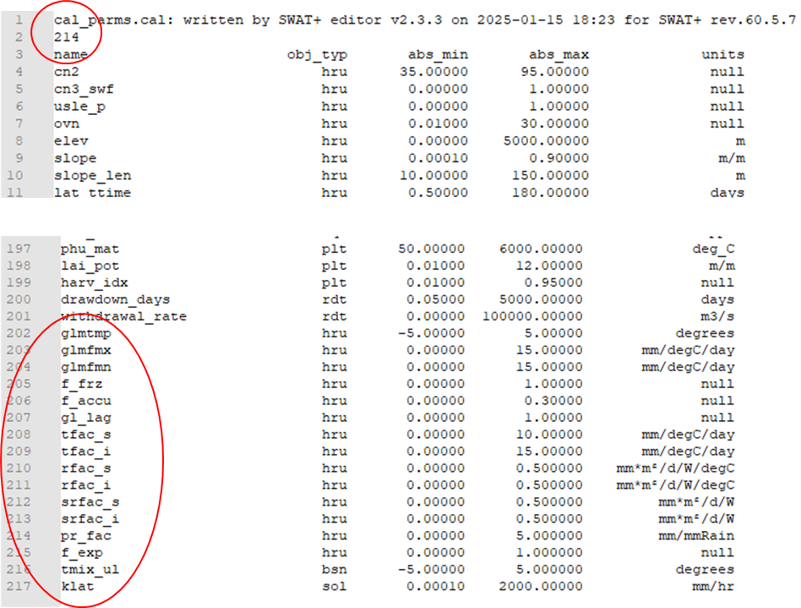 1 cal_parms.cal: written by SWAT+ editor v2.3.3 on 2025-01-15 18:23 for SWAT+ rev.60.5.7
2 214
3 name obj_typ abs_min abs_max units
4 cn2 hru 35.00000 95.00000 null
5 cn3_swf hru 0.00000 1.00000 null
6 usle_p hru 0.00000 1.00000 null
7 ovn hru 0.01000 30.00000 null
8 elev hru 0.00000 5000.00000 m
9 slope hru 0.00010 0.90000 m/m
10 slope_len hru 10.00000 150.00000 m
11 lat_ttime hru 0.50000 180.00000 days
197 phu_mat plt 50.00000 6000.00000 deg_C
198 lai_pot plt 0.01000 12.00000 m/m
199 harv_idx plt 0.01000 0.95000 null
200 drawdown_days rdt 0.05000 5000.00000 days
201 withdrawal_rate rdt 0.00000 100000.00000 m3/s
202 glmtmp hru -5.00000 5.00000 degrees
203 glmfmx hru 0.00000 15.00000 mm/degC/day
204 glmfmn hru 0.00000 15.00000 mm/degC/day
205 f_frz hru 0.00000 1.00000 null
206 f_accu hru 0.00000 0.30000 null
207 gl_lag hru 0.00000 1.00000 null
208 tfac_s hru 0.00000 10.00000 mm/degC/day
209 tfac_i hru 0.00000 15.00000 mm/degC/day
210 rfac_s hru 0.00000 0.500000 mm*m²/d/W/degC
211 rfac_i hru 0.00000 0.500000 mm*m²/d/W/degC
212 srfac_s hru 0.00000 0.500000 mm*m²/d/W
213 srfac_i hru 0.00000 0.500000 mm*m²/d/W
214 pr_fac hru 0.00000 5.000000 mm/mmRain
215 f_exp hru 0.00000 1.000000 null
216 tmix_ul bsn -5.00000 5.000000 degrees
217 klat sol 0.00010 2000.00000 mm/hr